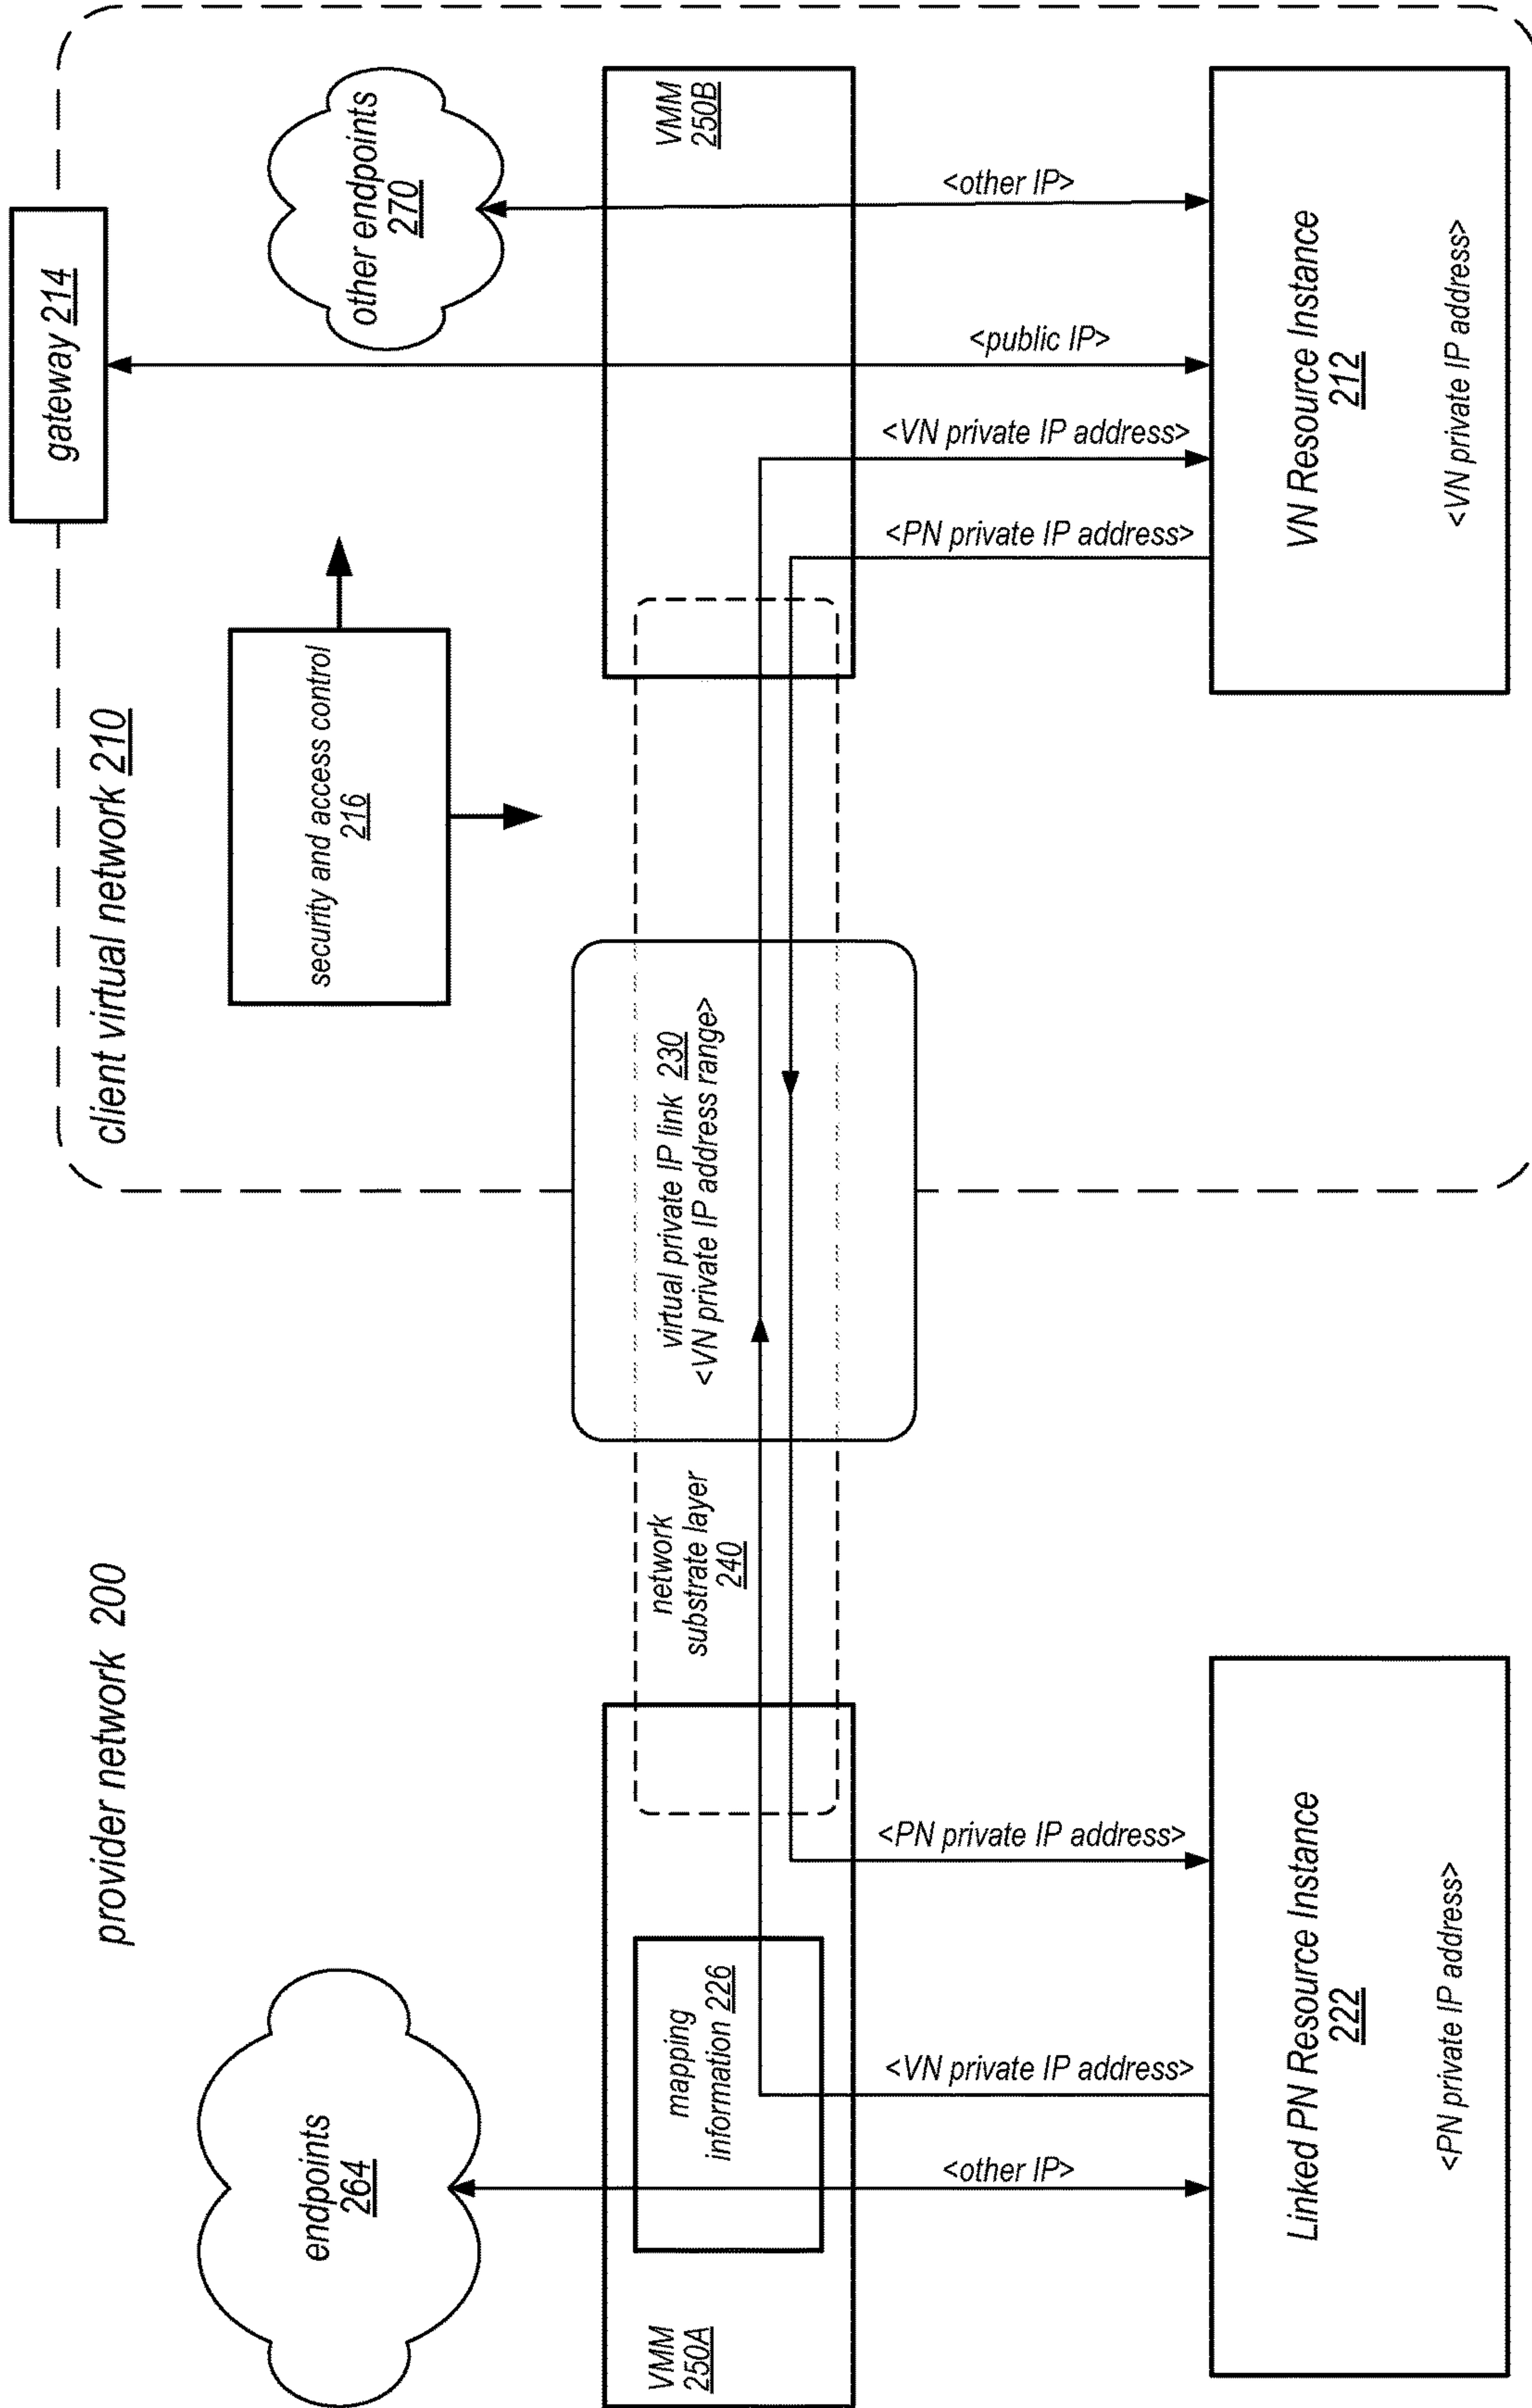 provider network 200
client virtual network 210
gateway 214
endpoints
264
security and access control
216
other endpoints
270
VMM
250A
mapping
information 226
network
substrate layer
240
virtual private IP link 230
<VN private IP address range>
VMM
250B
<other IP>
<VN private IP address>
<PN private IP address>
<PN private IP address>
<VN private IP address>
<public IP>
<other IP>
Linked PN Resource Instance
222
<PN private IP address>
VN Resource Instance
212
<VN private IP address>